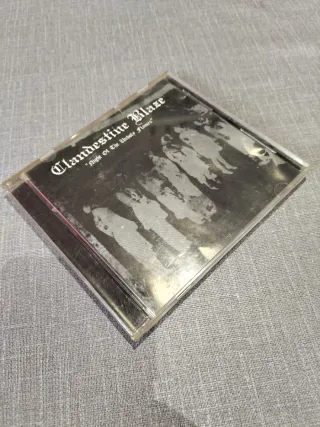 Clandestine Blaze
"Night Of The Unholy Flames"